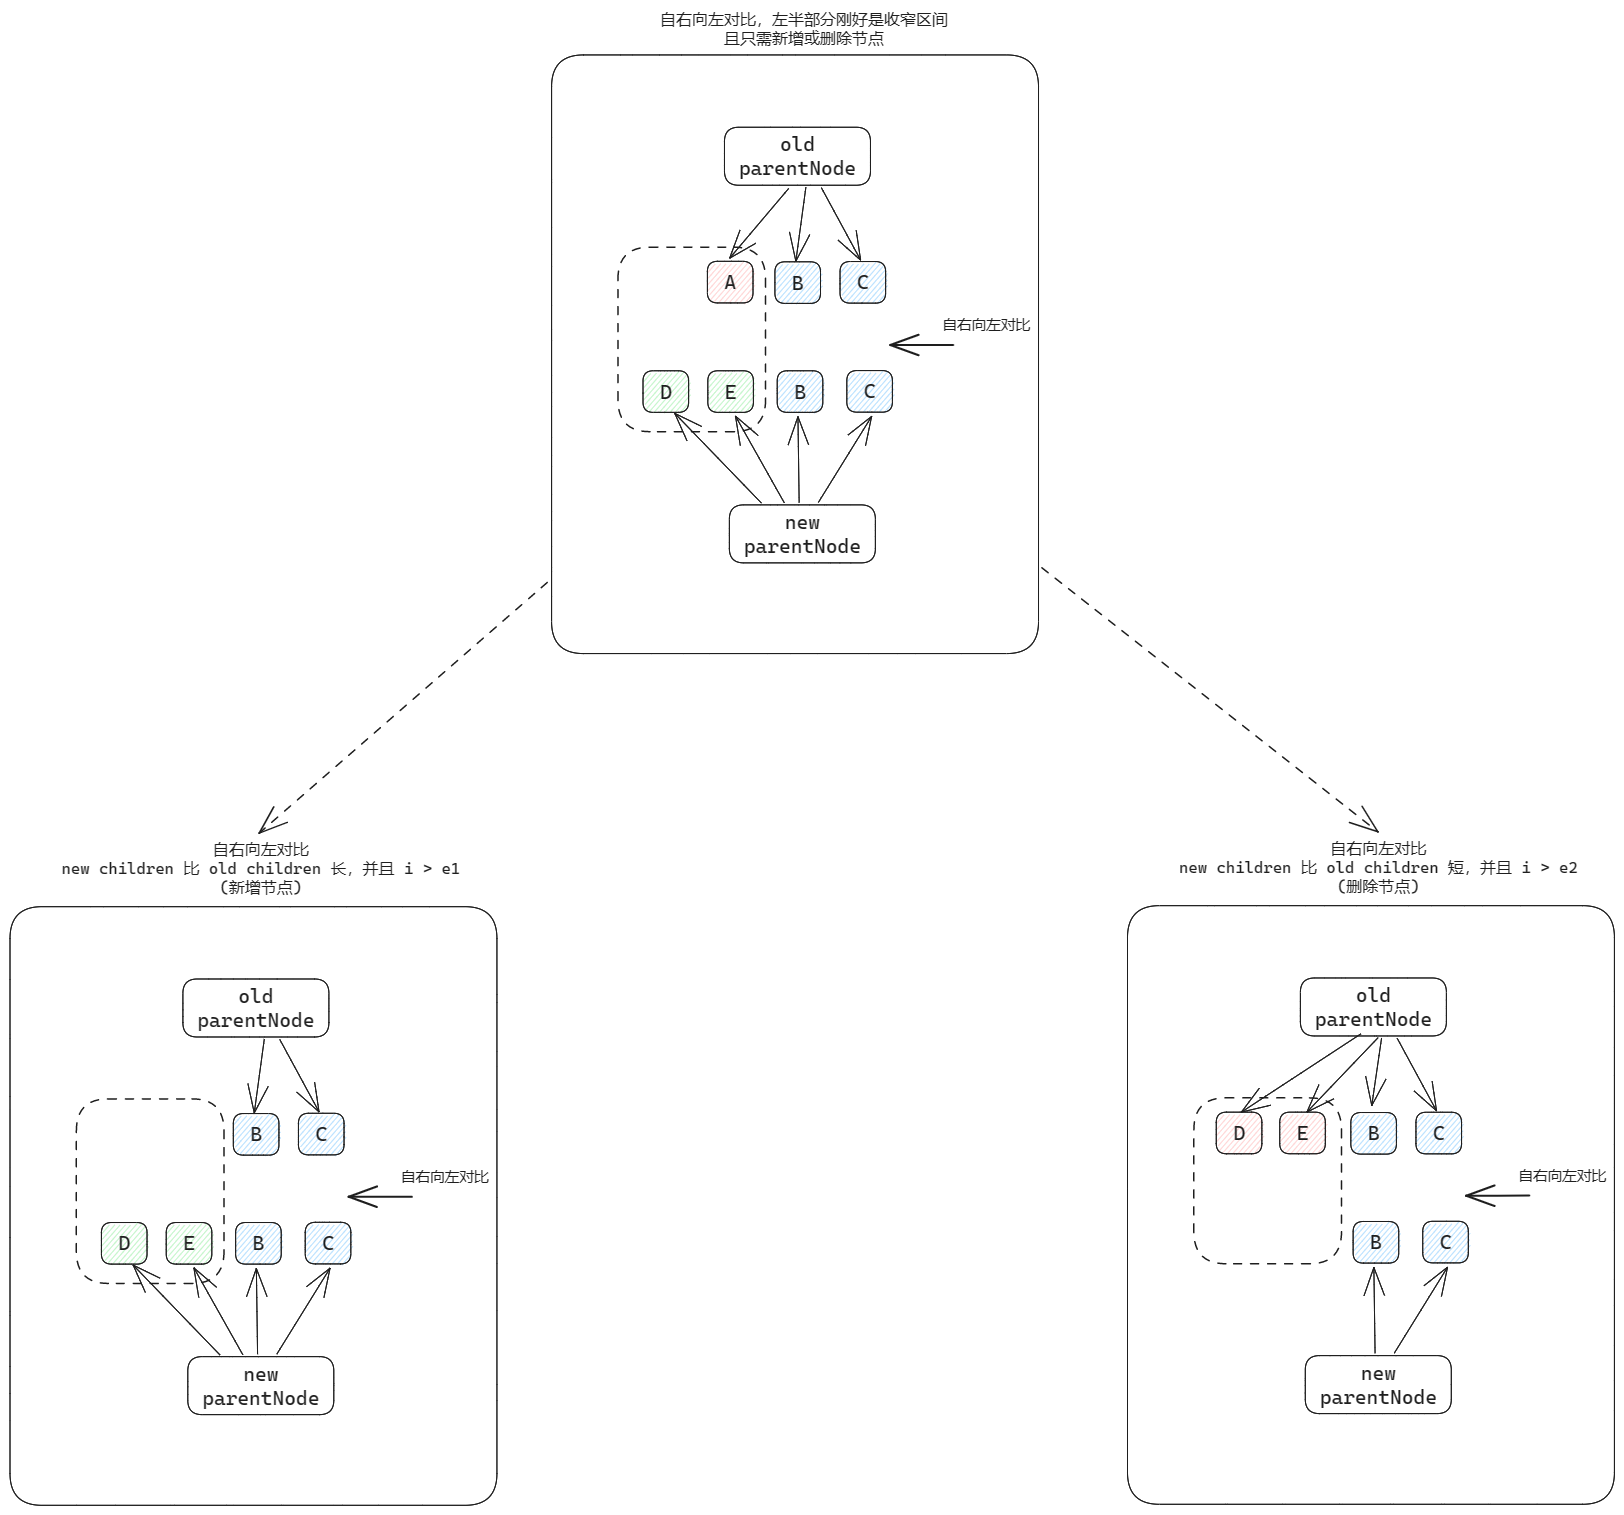 自右向左对比，左半部分刚好是收窄区间
且只需新增或删除节点
old
parentNode
A B C
自右向左对比
D E B C
new
parentNode
自右向左对比
new children 比 old children 长，并且 i > e1
(新增节点)
old
parentNode
B C
自右向左对比
D E B C
new
parentNode
自右向左对比
new children 比 old children 短，并且 i > e2
(删除节点)
old
parentNode
D E B C
自右向左对比
B C
new
parentNode